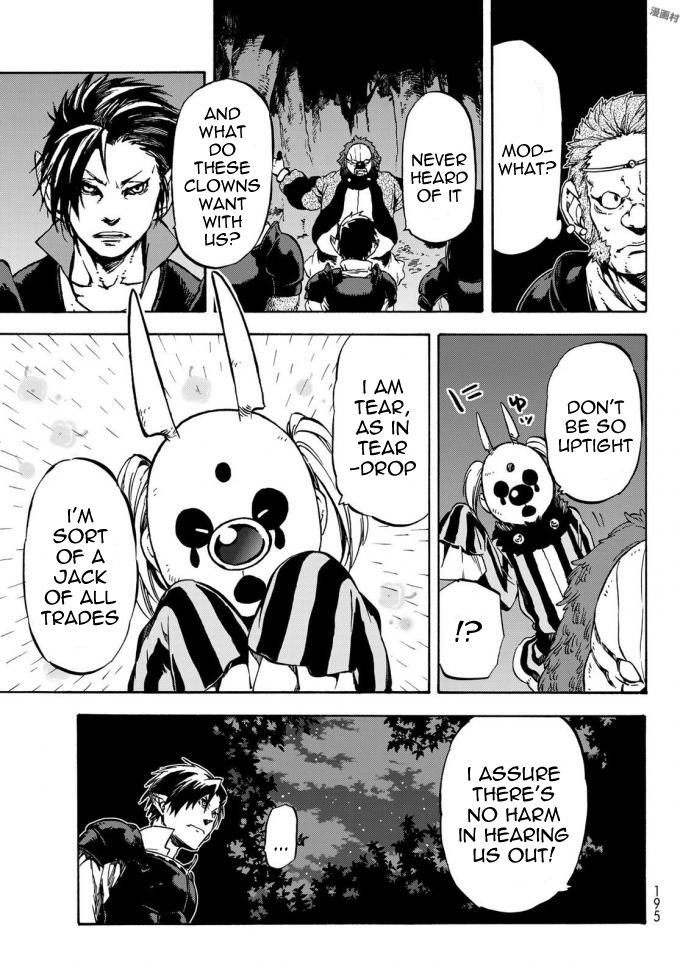 漫画村
MOD-
WHAT?
NEVER
HEARD
OF IT
AND
WHAT
DO
THESE
CLOWNS
WANT
WITH
US?
DON'T
BE SO
UPTIGHT
ゆッ
!?
I AM
TEAR,
AS IN
TEAR
-DROP
I'M
SORT
OF A
JACK
OF ALL
TRADES
I ASSURE
THERE'S
NO HARM
IN HEARING
US OUT!
...
195